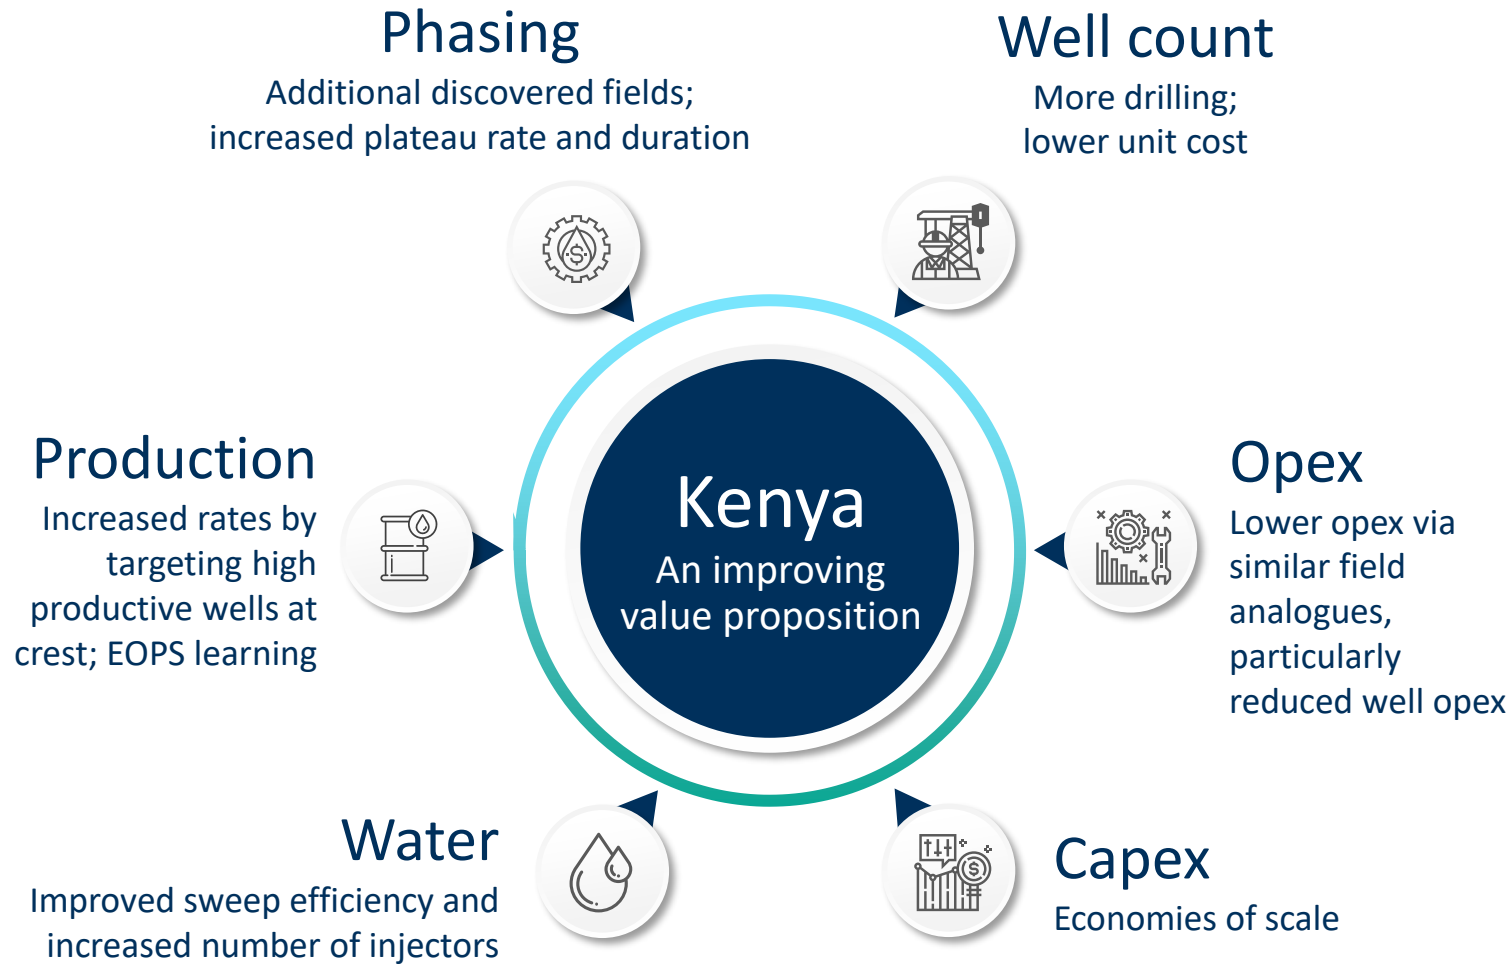 Phasing
Additional discovered fields;
increased plateau rate and duration
Well count
More drilling;
lower unit cost
Production
Increased rates by
targeting high
productive wells at
crest; EOPS learning
Kenya
An improving
value proposition
Opex
Lower opex via
similar field
analogues,
particularly
reduced well opex
Water
Improved sweep efficiency and
increased number of injectors
Capex
Economies of scale